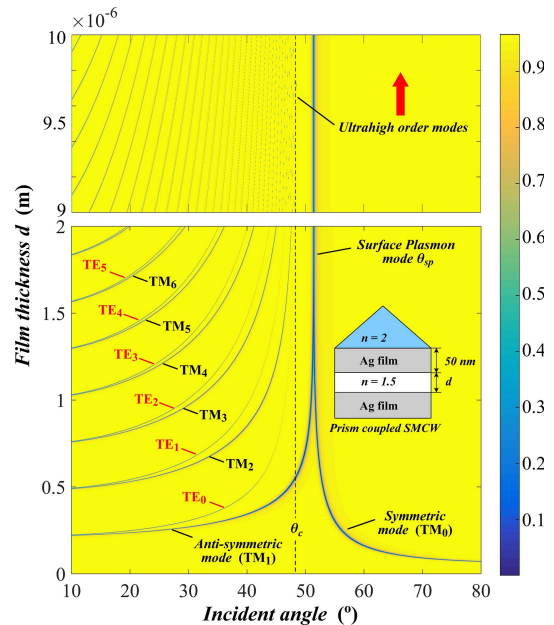 ×10⁻⁶
10
9.5
9
Ultrahigh order modes
2
1.5
1
0.5
0
Film thickness d (m)
Surface Plasmon
mode θsp
TE5
TM6
TE4
TM5
TE3
TM4
TE2
TM3
TE1
TM2
TE0
n = 2
Ag film
50 nm
n = 1.5
d
Ag film
Prism coupled SMCW
θc
Anti-symmetric
mode (TM1)
Symmetric
mode (TM0)
10 20 30 40 50 60 70 80
Incident angle (º)
0.9
0.8
0.7
0.6
0.5
0.4
0.3
0.2
0.1